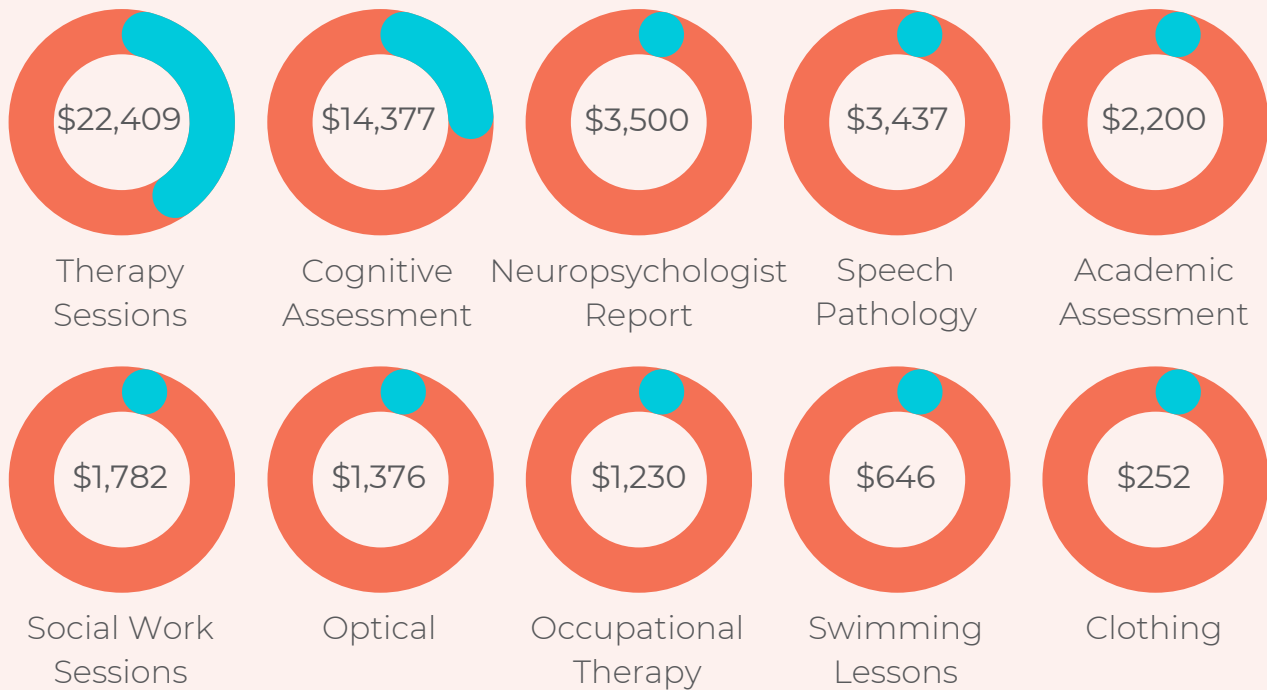 $22,409
$14,377
$3,500
$3,437
$2,200
Therapy
Sessions
Cognitive
Assessment
Neuropsychologist
Report
Speech
Pathology
Academic
Assessment
$1,782
$1,376
$1,230
$646
$252
Social Work
Sessions
Optical
Occupational
Therapy
Swimming
Lessons
Clothing